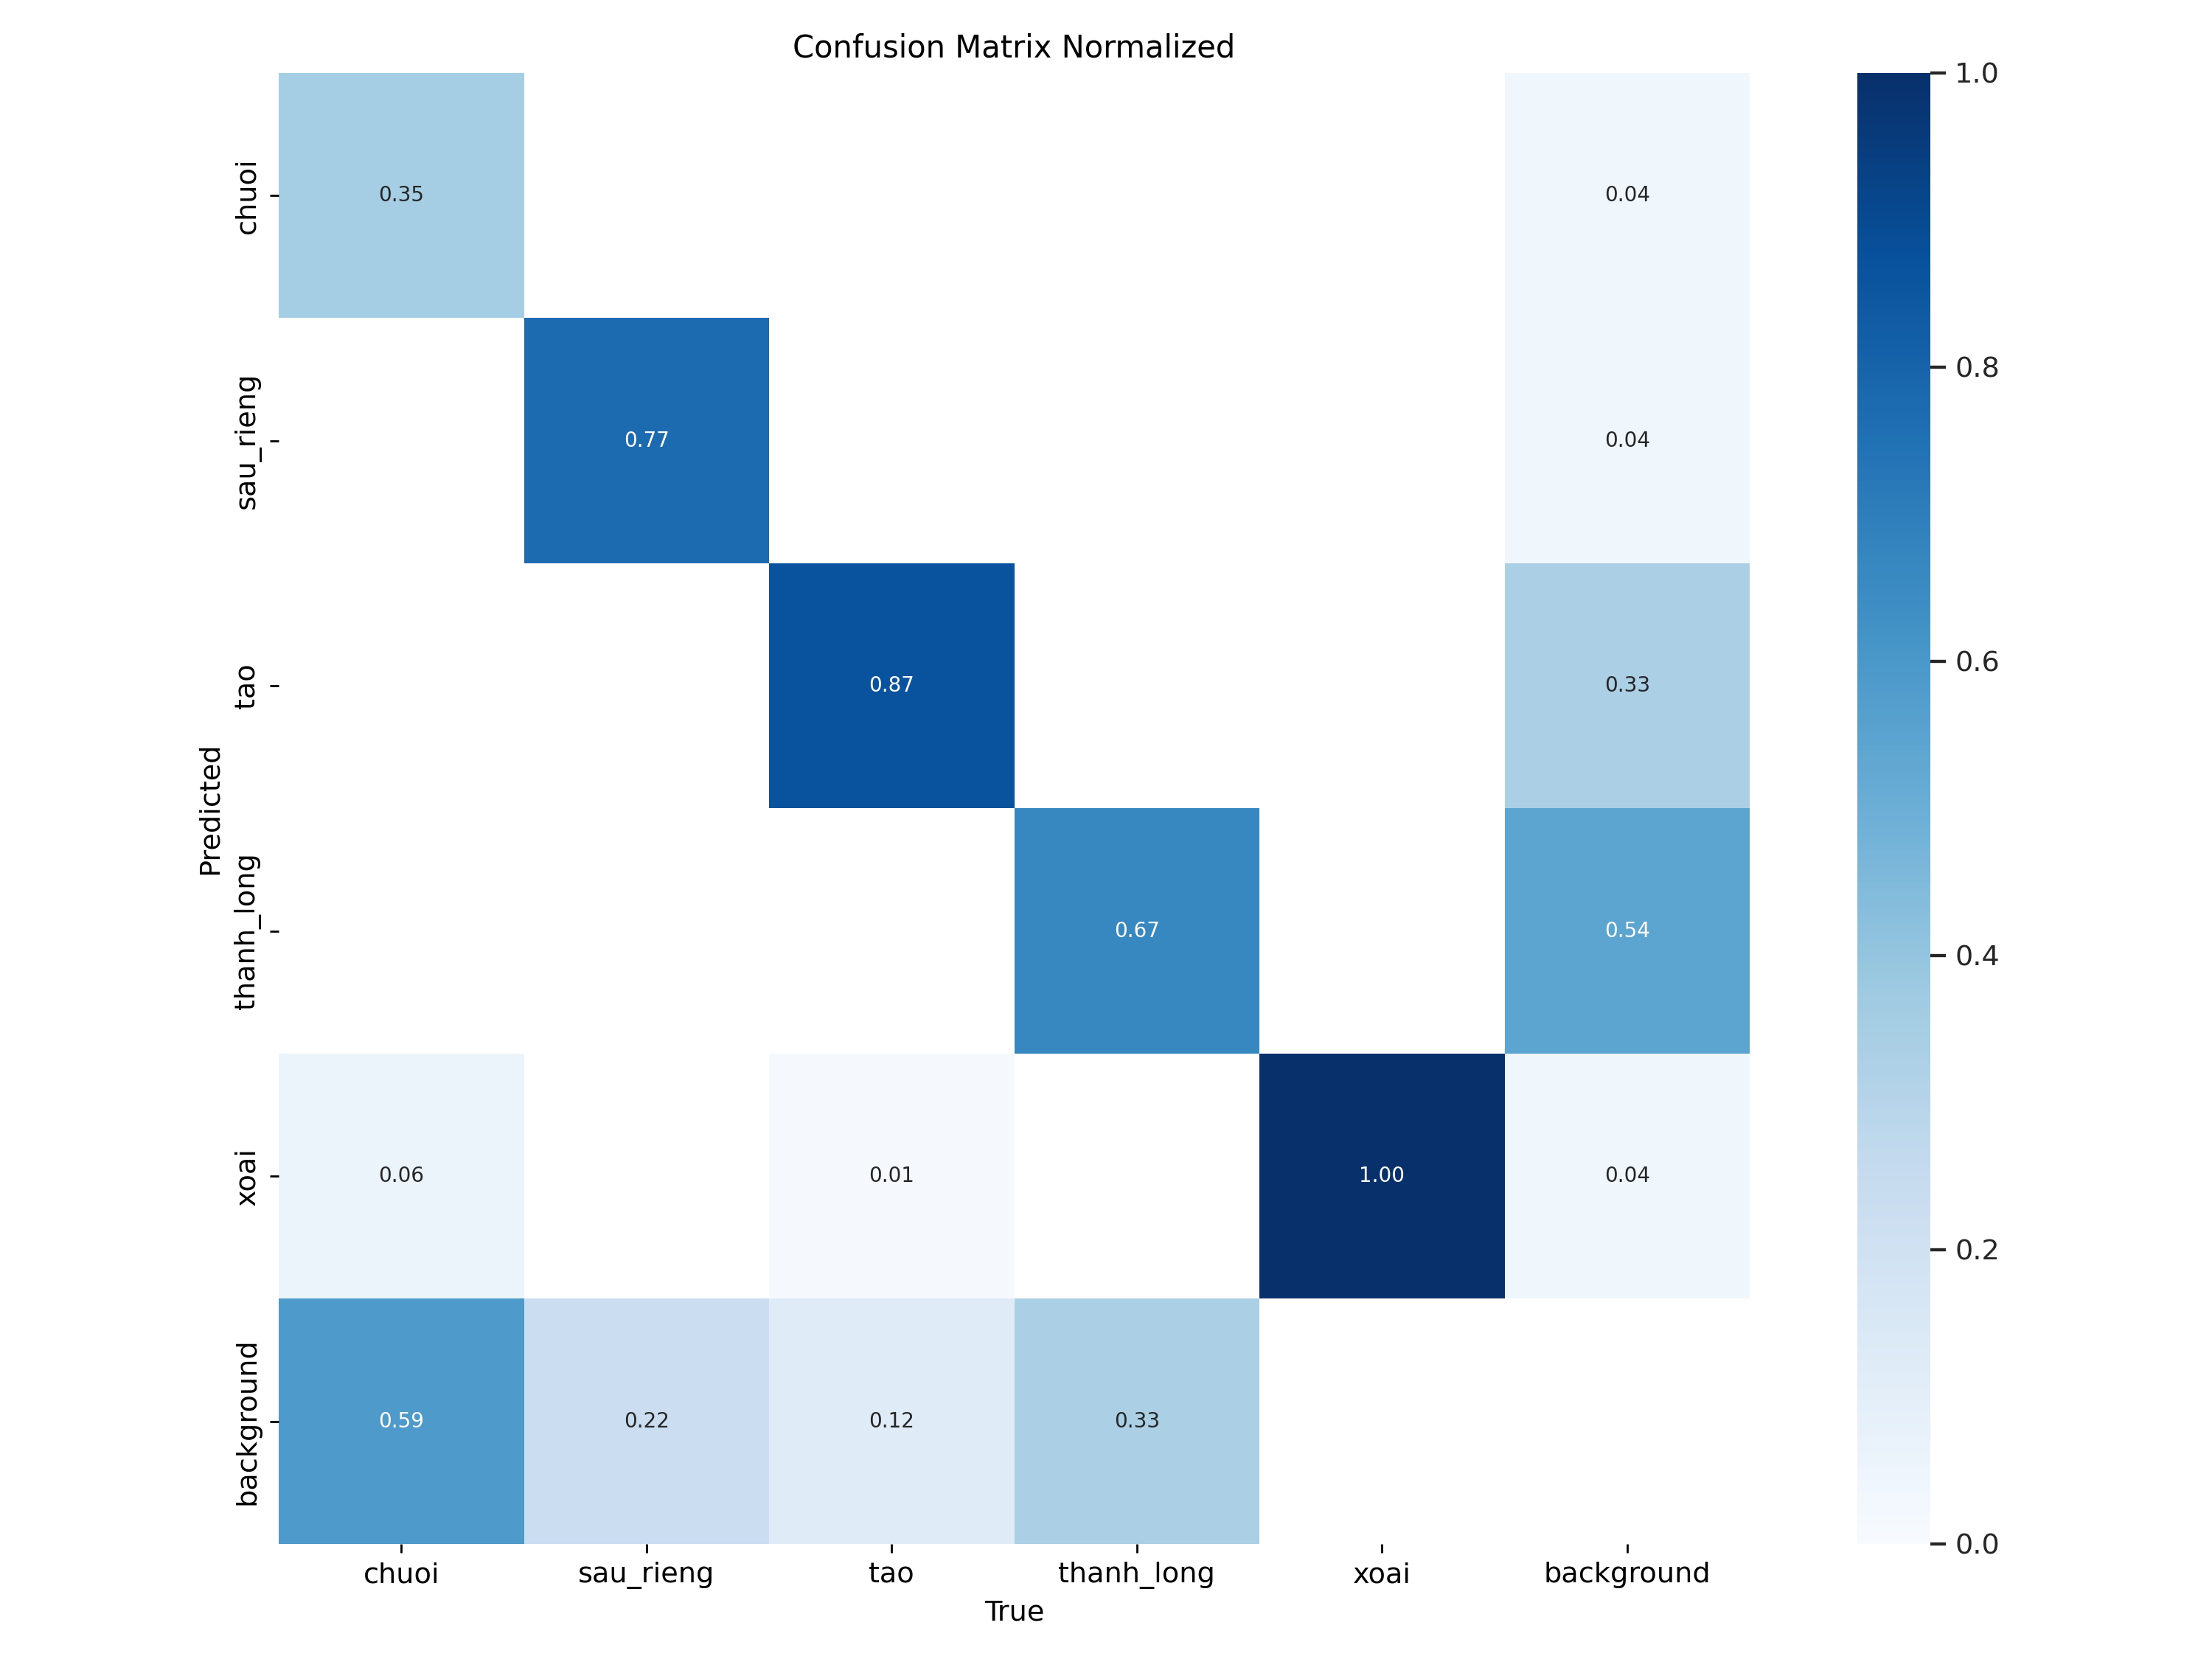 Confusion Matrix Normalized
chuoi 0.35 0.04
sau_rieng 0.77 0.04
tao 0.87 0.33
thanh_long 0.67 0.54
xoai 0.06 0.01 1.00 0.04
background 0.59 0.22 0.12 0.33
Predicted
chuoi sau_rieng tao thanh_long xoai background
True
1.0
0.8
0.6
0.4
0.2
0.0